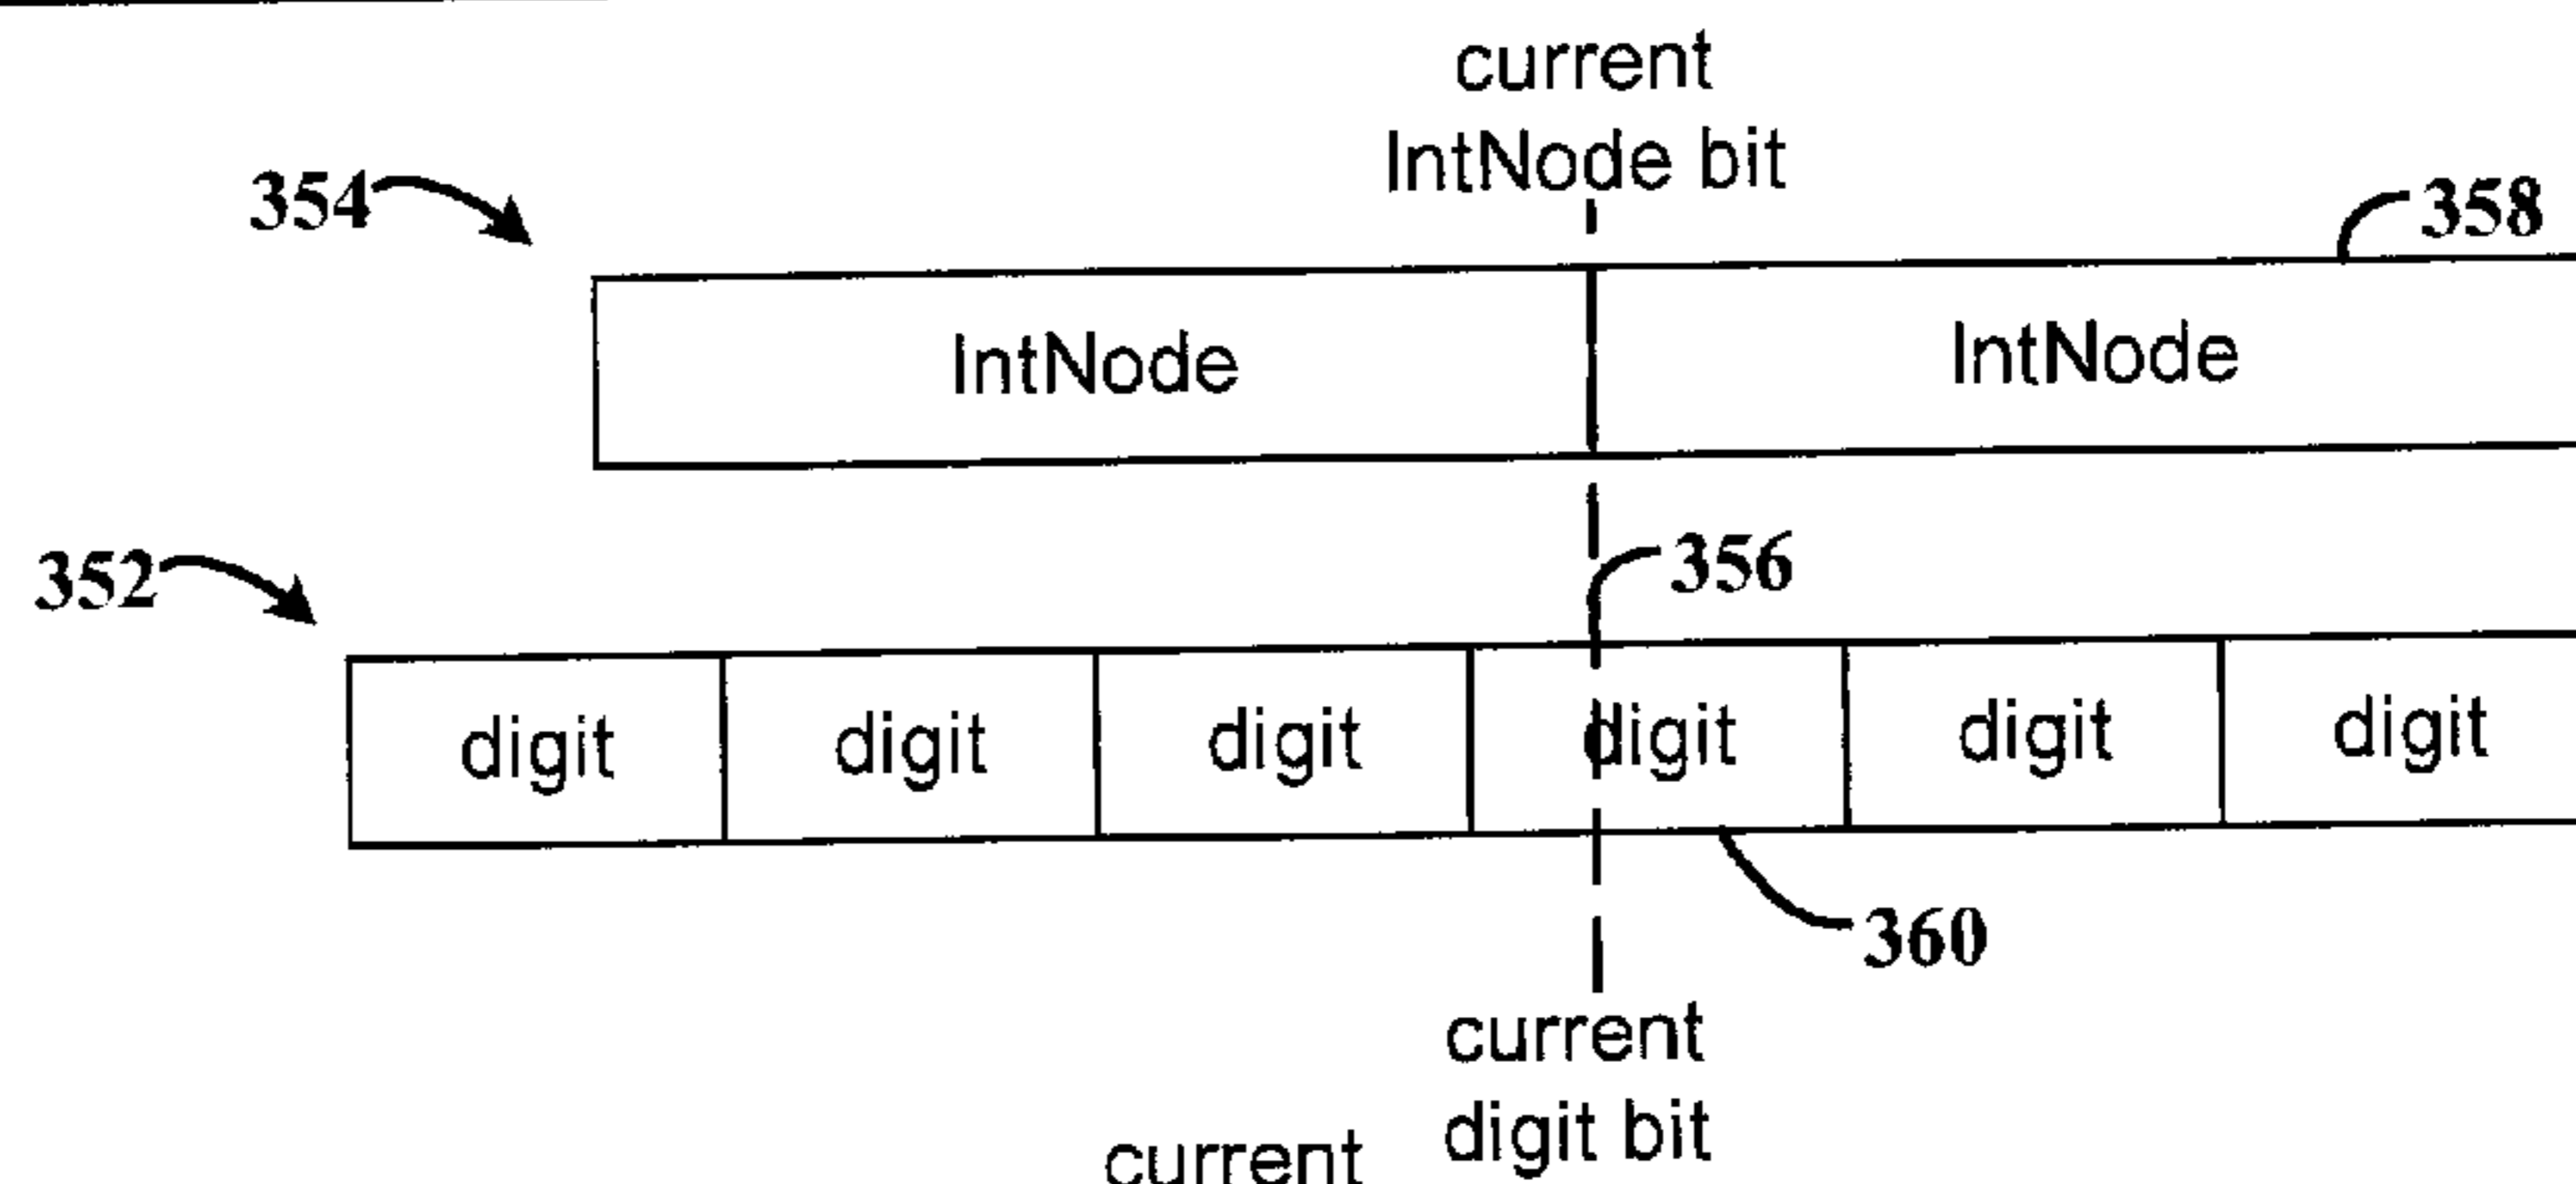 current
IntNode bit
354
358
IntNode
IntNode
352
356
digit
digit
digit
digit
digit
digit
360
current
digit bit
current